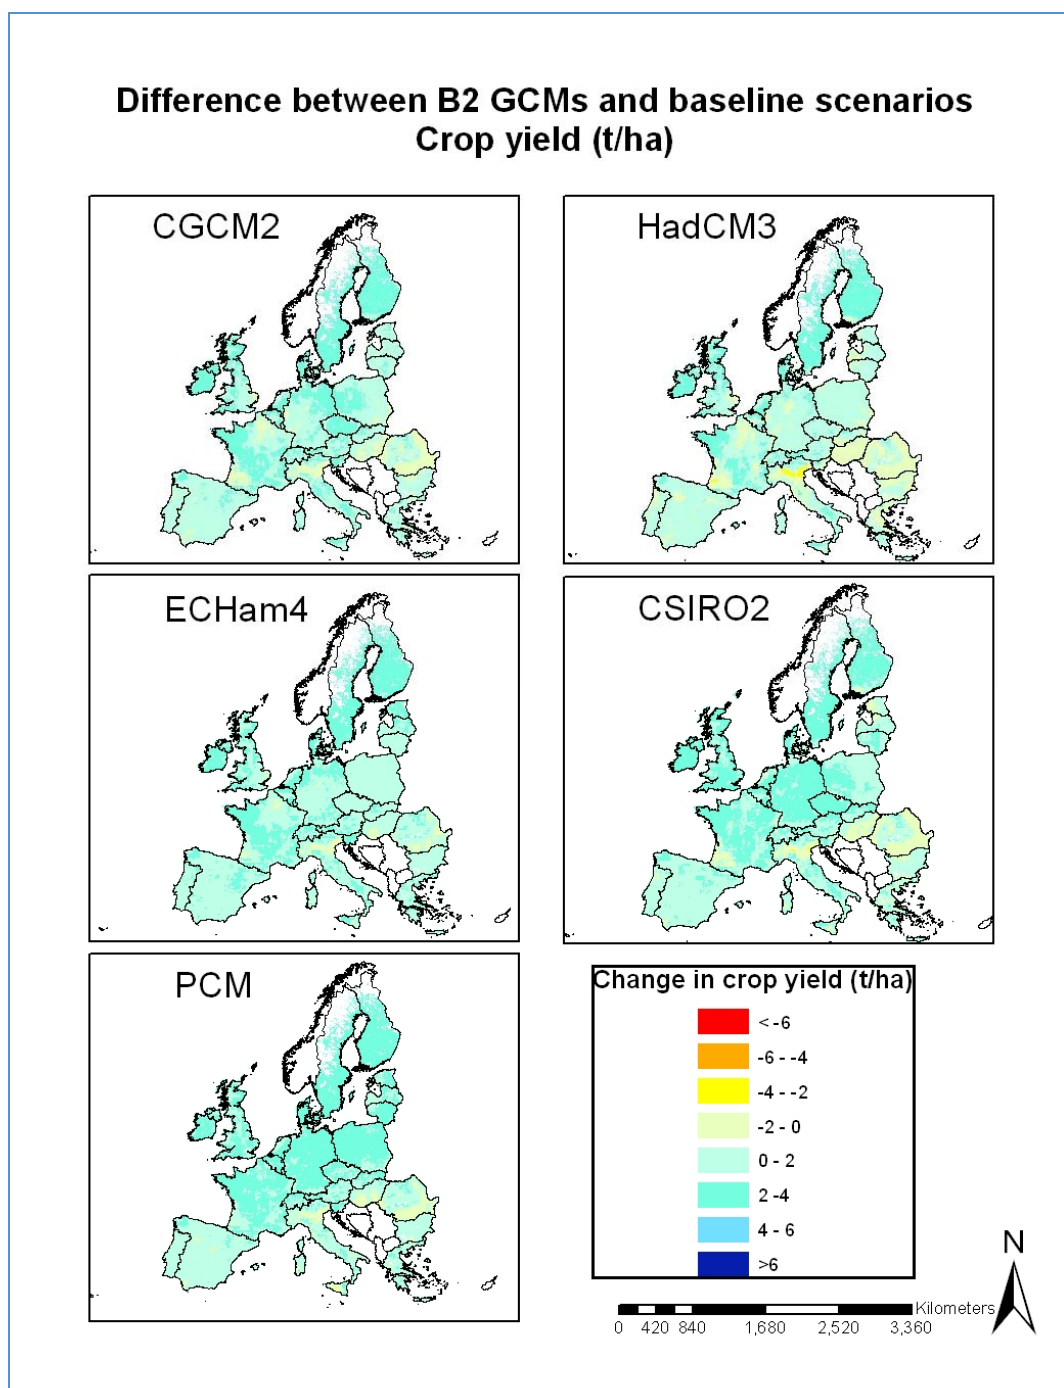 Difference between B2 GCMs and baseline scenarios
Crop yield (t/ha)
CGCM2
HadCM3
ECHam4
CSIRO2
PCM
Change in crop yield (t/ha)
< -6
-6 - -4
-4 - -2
-2 - 0
0 - 2
2 - 4
4 - 6
>6
N
Kilometers
0 420 840 1,680 2,520 3,360